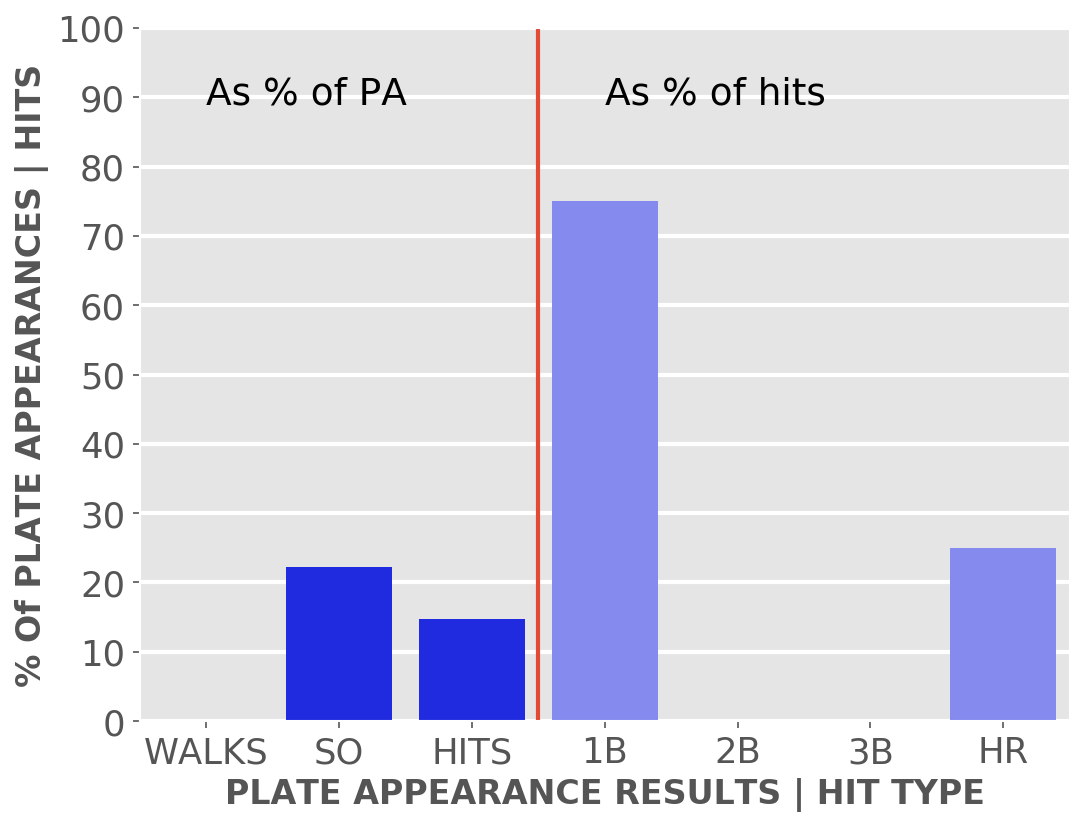 % Of PLATE APPEARANCES | HITS
100
90
80
70
60
50
40
30
20
10
0
As % of PA
As % of hits
WALKS SO HITS 1B 2B 3B HR
PLATE APPEARANCE RESULTS | HIT TYPE